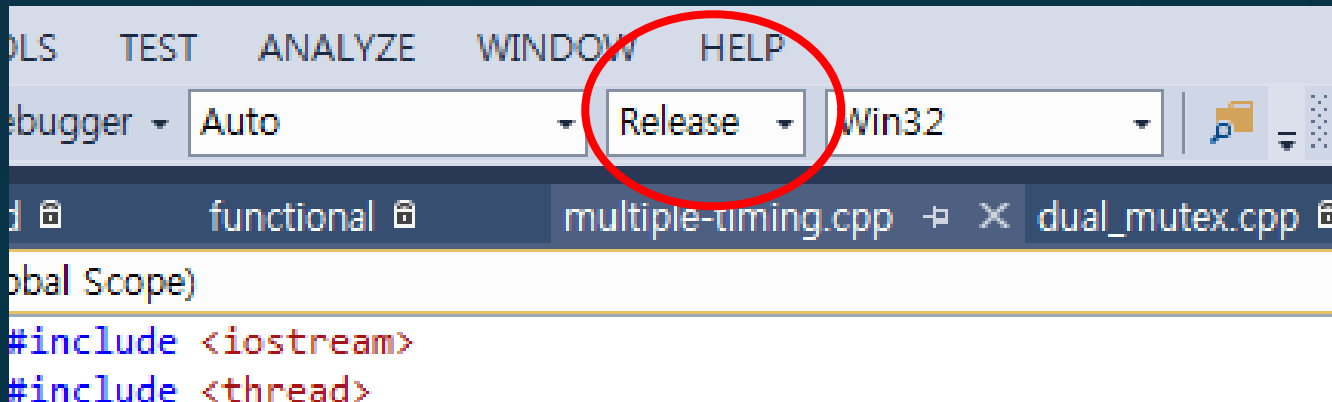 OLS TEST ANALYZE WINDOW HELP
ebugger Auto Release Win32
d functional multiple-timing.cpp dual_mutex.cpp
obal Scope)
#include <iostream>
#include <thread>